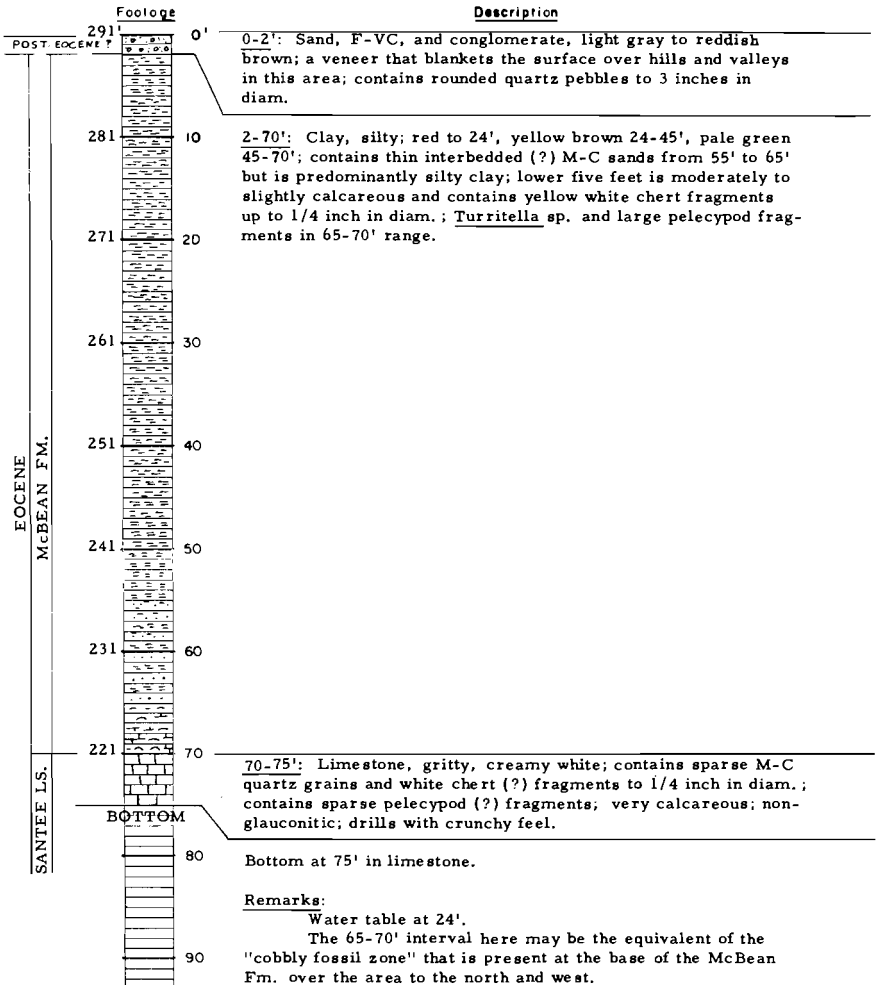 Footage
Description
291'
0'
POST-EOCENE ?
0-2': Sand, F-VC, and conglomerate, light gray to reddish
brown; a veneer that blankets the surface over hills and valleys
in this area; contains rounded quartz pebbles to 3 inches in
diam.
281
10
2-70': Clay, silty; red to 24', yellow brown 24-45', pale green
45-70'; contains thin interbedded (?) M-C sands from 55' to 65'
but is predominantly silty clay; lower five feet is moderately to
slightly calcareous and contains yellow white chert fragments
up to 1/4 inch in diam. ; Turritella sp. and large pelecypod frag-
ments in 65-70' range.
271
20
261
30
251
40
EOCENE
McBEAN FM.
241
50
231
60
221
70
SANTEE LS.
70-75': Limestone, gritty, creamy white; contains sparse M-C
quartz grains and white chert (?) fragments to 1/4 inch in diam. ;
contains sparse pelecypod (?) fragments; very calcareous; non-
glauconitic; drills with crunchy feel.
BOTTOM
80
Bottom at 75' in limestone.
Remarks:
Water table at 24'.
The 65-70' interval here may be the equivalent of the
90
"cobbly fossil zone" that is present at the base of the McBean
Fm. over the area to the north and west.